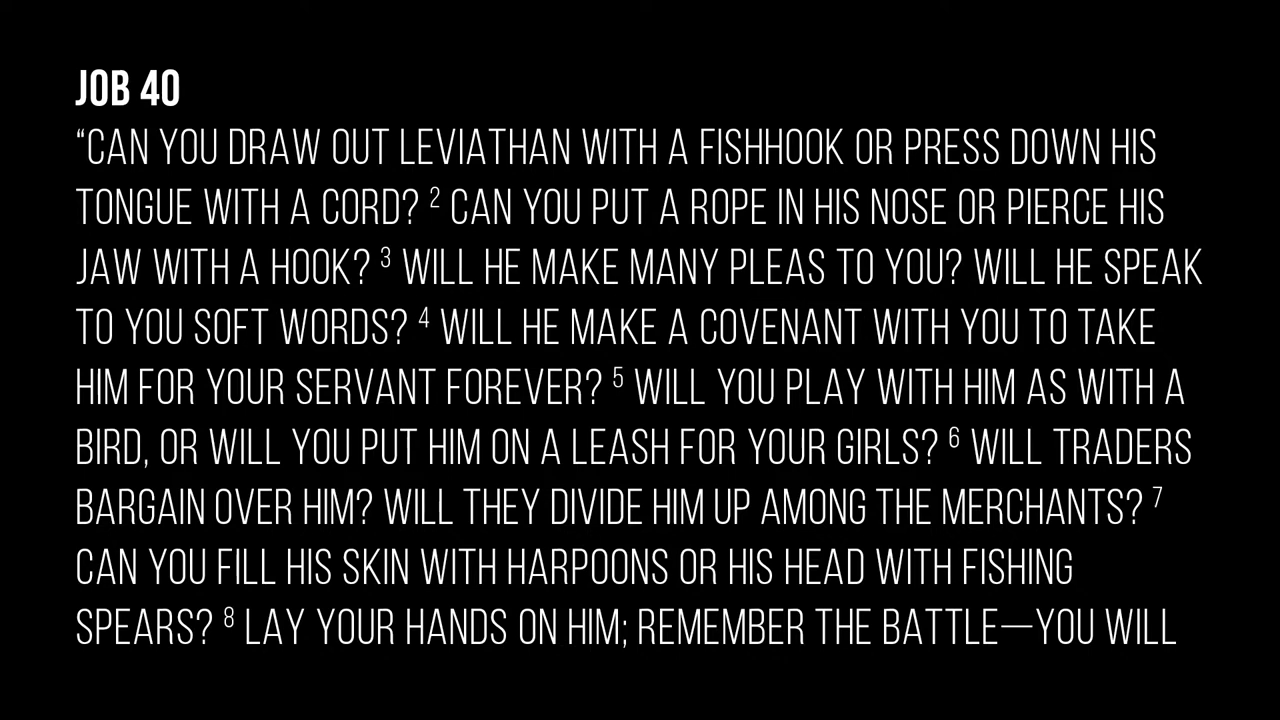 JOB 40
“CAN YOU DRAW OUT LEVIATHAN WITH A FISHHOOK OR PRESS DOWN HIS
TONGUE WITH A CORD? 2 CAN YOU PUT A ROPE IN HIS NOSE OR PIERCE HIS
JAW WITH A HOOK? 3 WILL HE MAKE MANY PLEAS TO YOU? WILL HE SPEAK
TO YOU SOFT WORDS? 4 WILL HE MAKE A COVENANT WITH YOU TO TAKE
HIM FOR YOUR SERVANT FOREVER? 5 WILL YOU PLAY WITH HIM AS WITH A
BIRD, OR WILL YOU PUT HIM ON A LEASH FOR YOUR GIRLS? 6 WILL TRADERS
BARGAIN OVER HIM? WILL THEY DIVIDE HIM UP AMONG THE MERCHANTS? 7
CAN YOU FILL HIS SKIN WITH HARPOONS OR HIS HEAD WITH FISHING
SPEARS? 8 LAY YOUR HANDS ON HIM; REMEMBER THE BATTLE—YOU WILL